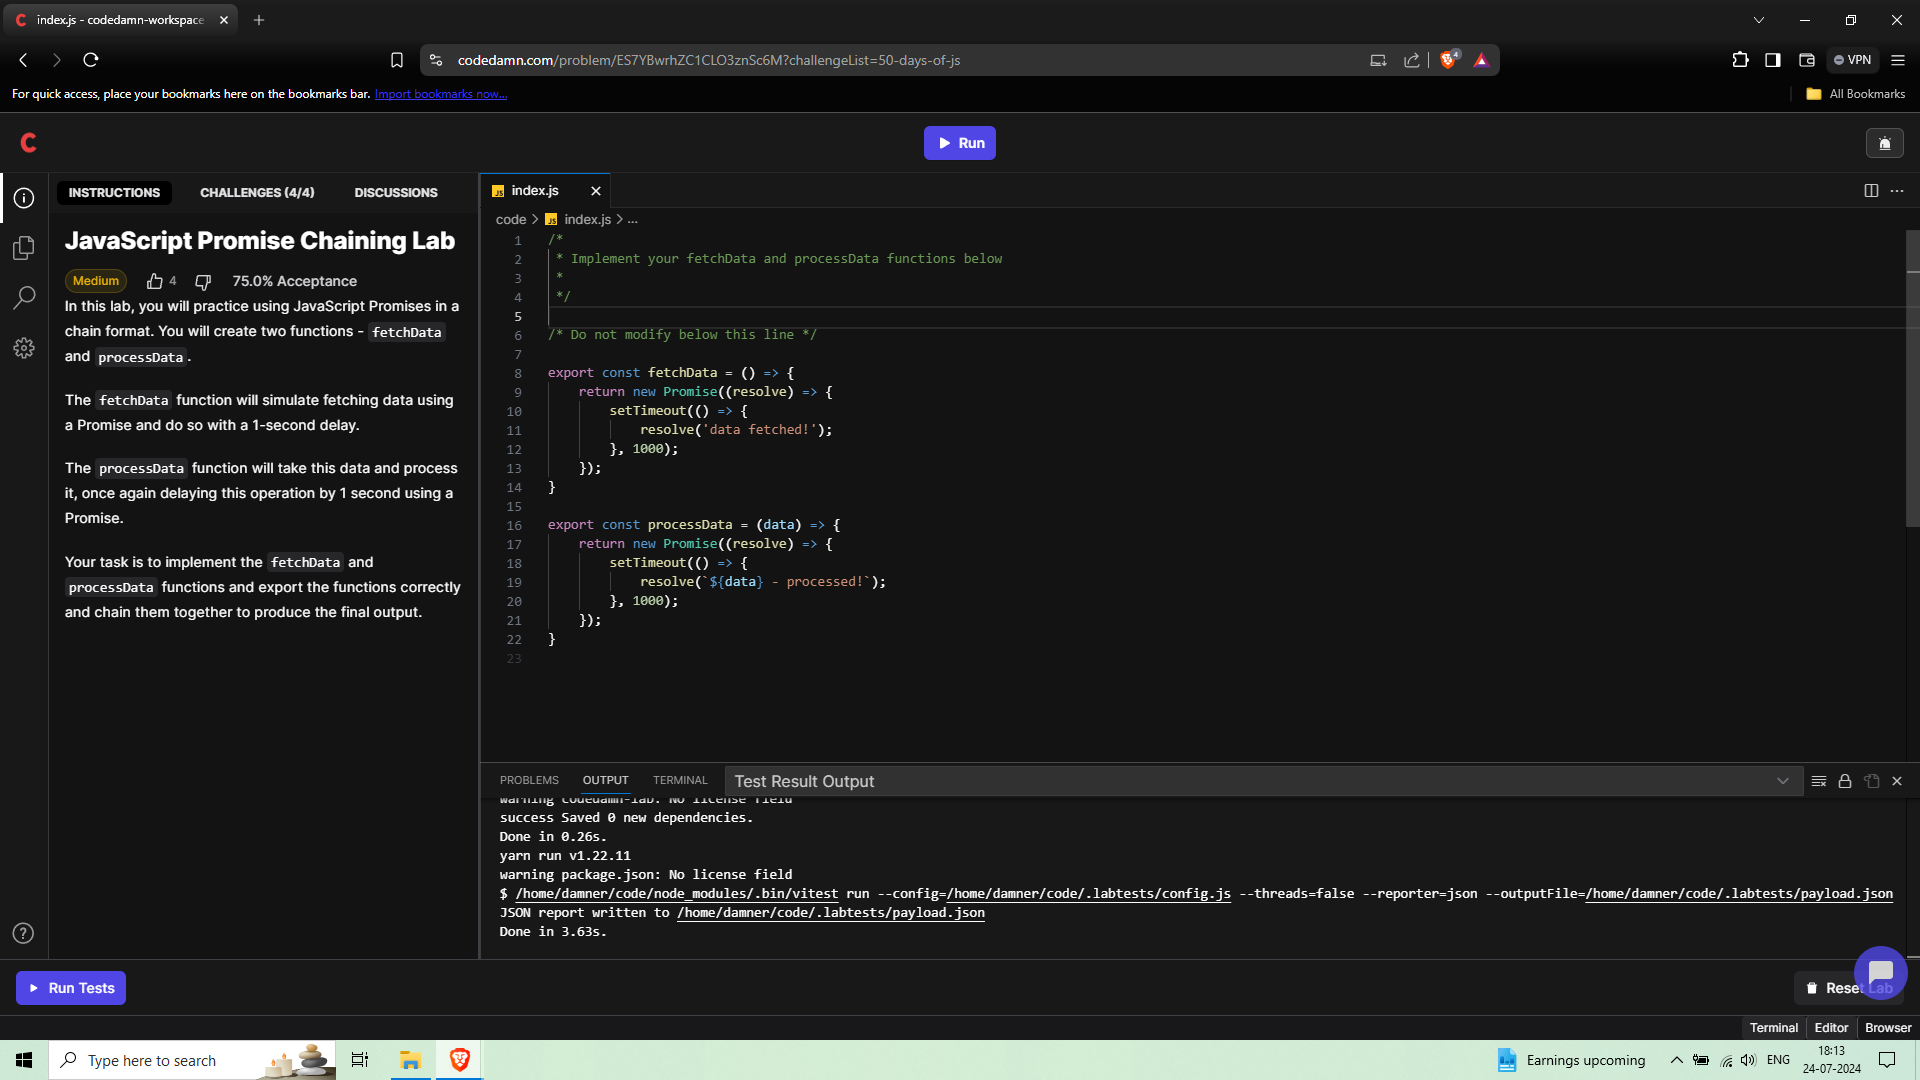 index.js - codedamn-workspace
codedamn.com/problem/ES7YBwrhZC1CLO3znSc6M?challengeList=50-days-of-js
4
VPN
For quick access, place your bookmarks here on the bookmarks bar. Import bookmarks now...
All Bookmarks
Run
INSTRUCTIONS
CHALLENGES (4/4)
DISCUSSIONS
JavaScript Promise Chaining Lab
Medium
4
75.0% Acceptance
In this lab, you will practice using JavaScript Promises in a
chain format. You will create two functions - fetchData
and processData.
The fetchData function will simulate fetching data using
a Promise and do so with a 1-second delay.
The processData function will take this data and process
it, once again delaying this operation by 1 second using a
Promise.
Your task is to implement the fetchData and
processData functions and export the functions correctly
and chain them together to produce the final output.
JS index.js
code > JS index.js > ...
1 /*
2 * Implement your fetchData and processData functions below
3 *
4 */
5
6 /* Do not modify below this line */
7
8 export const fetchData = () => {
9 return new Promise((resolve) => {
10 setTimeout(() => {
11 resolve('data fetched!');
12 }, 1000);
13 });
14 }
15
16 export const processData = (data) => {
17 return new Promise((resolve) => {
18 setTimeout(() => {
19 resolve(`${data} - processed!`);
20 }, 1000);
21 });
22 }
23
PROBLEMS
OUTPUT
TERMINAL
Test Result Output
warning codedamn-lab: No license field
success Saved 0 new dependencies.
Done in 0.26s.
yarn run v1.22.11
warning package.json: No license field
$ /home/damner/code/node_modules/.bin/vitest run --config=/home/damner/code/.labtests/config.js --threads=false --reporter=json --outputFile=/home/damner/code/.labtests/payload.json
JSON report written to /home/damner/code/.labtests/payload.json
Done in 3.63s.
Run Tests
Reset Lab
Terminal
Editor
Browser
Type here to search
Earnings upcoming
ENG
18:13
24-07-2024